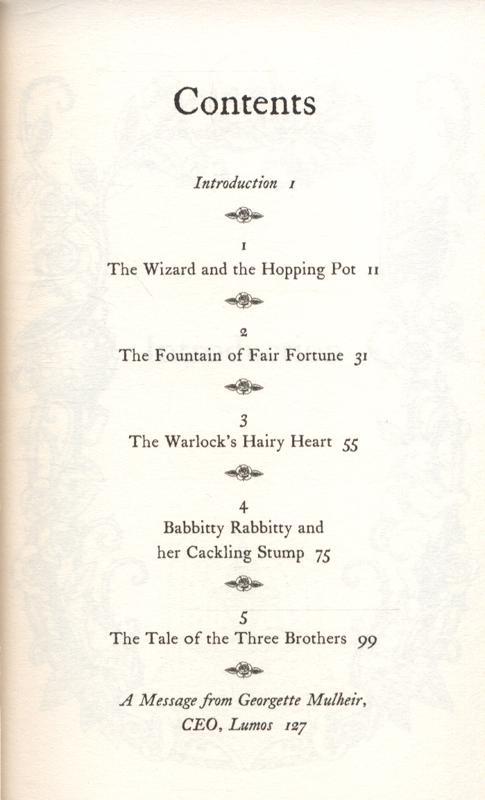 Contents
Introduction 1
1
The Wizard and the Hopping Pot 11
2
The Fountain of Fair Fortune 31
3
The Warlock's Hairy Heart 55
4
Babbitty Rabbitty and
her Cackling Stump 75
5
The Tale of the Three Brothers 99
A Message from Georgette Mulheir,
CEO, Lumos 127